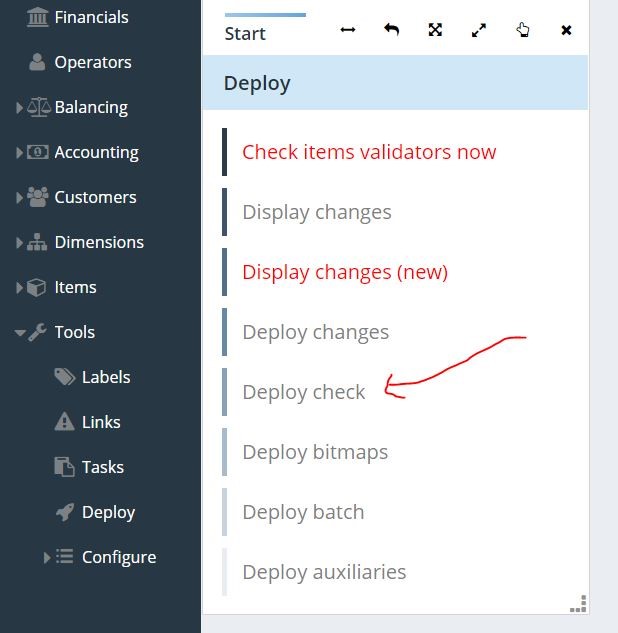 Financials
Operators
Balancing
Accounting
Customers
Dimensions
Items
Tools
Labels
Links
Tasks
Deploy
Configure
Start
Deploy
Check items validators now
Display changes
Display changes (new)
Deploy changes
Deploy check
Deploy bitmaps
Deploy batch
Deploy auxiliaries